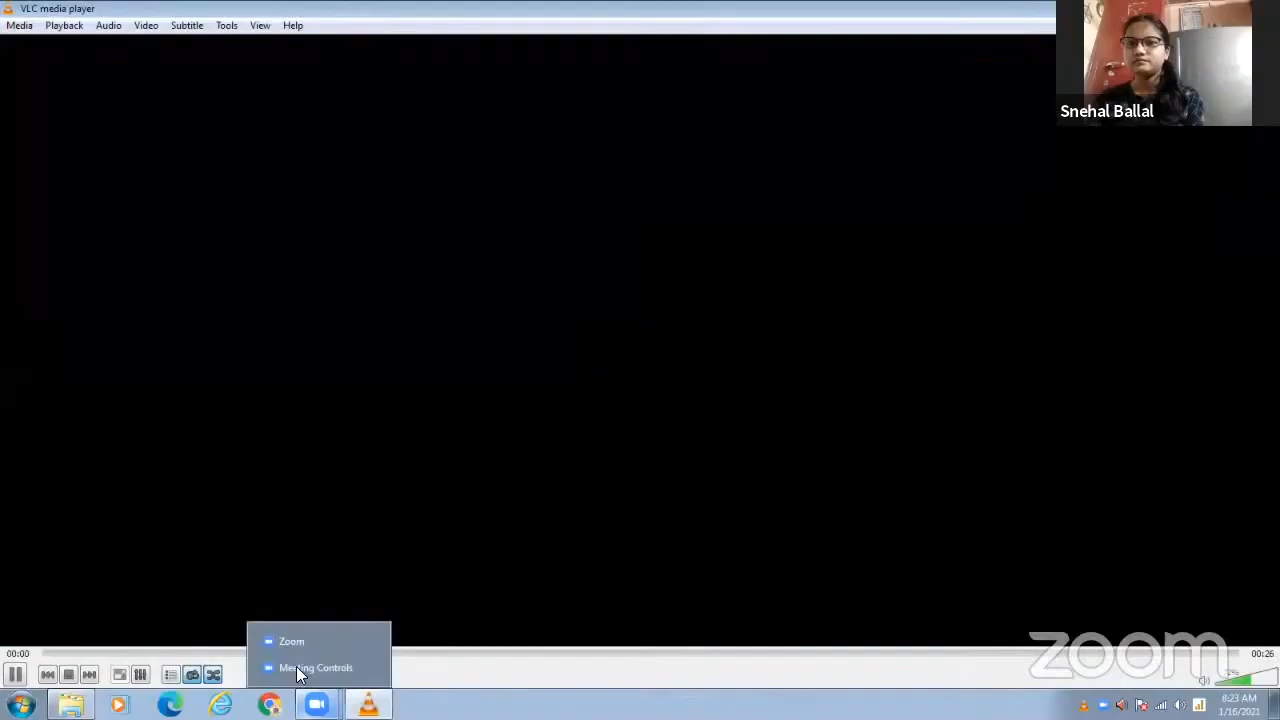 VLC media player
Media Playback Audio Video Subtitle Tools View Help
Snehal Ballal
Zoom
Meeting Controls
00:00
00:26
zoom
8:23 AM
1/16/2021